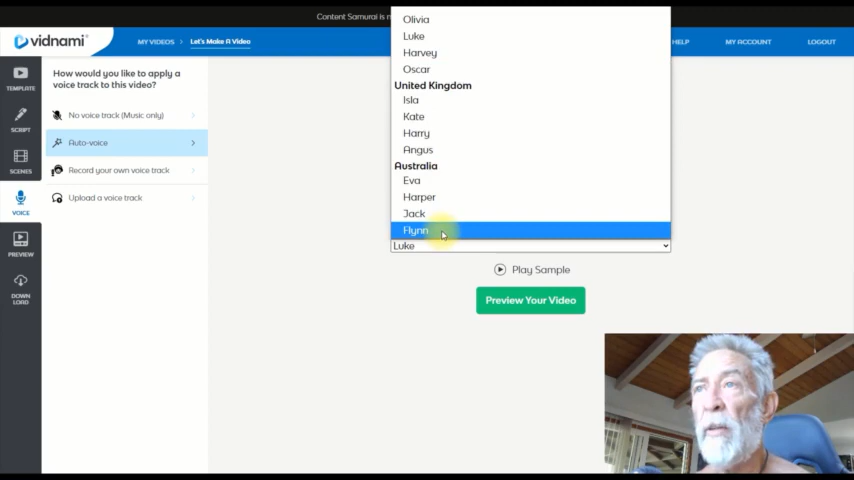 Content Samurai is n
vidnami
MY VIDEOS > Let's Make A Video
HELP
MY ACCOUNT
LOGOUT
TEMPLATE
SCRIPT
SCENES
VOICE
PREVIEW
DOWN
LOAD
How would you like to apply a
voice track to this video?
No voice track (Music only)
Auto-voice
Record your own voice track
Upload a voice track
Olivia
Luke
Harvey
Oscar
United Kingdom
Isla
Kate
Harry
Angus
Australia
Eva
Harper
Jack
Flynn
Luke
Play Sample
Preview Your Video